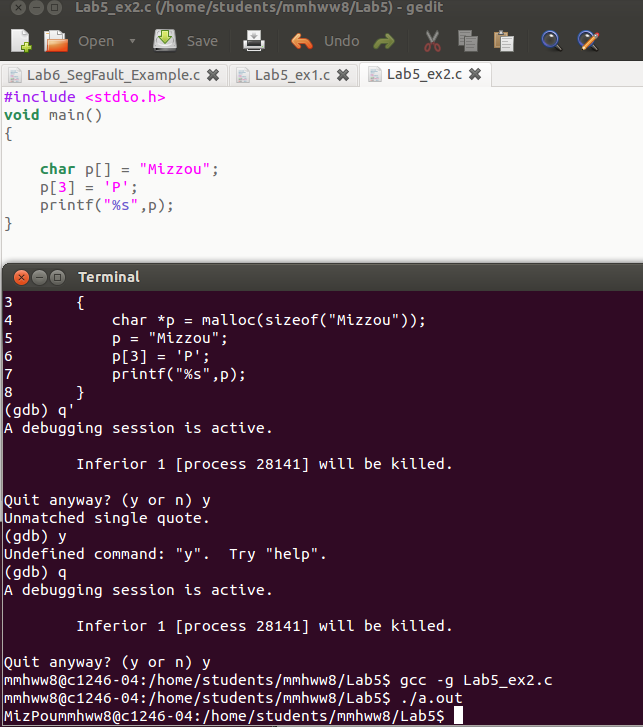 Lab5_ex2.c (/home/students/mmhww8/Lab5) - gedit
Open Save Undo
Lab6_SegFault_Example.c Lab5_ex1.c Lab5_ex2.c
#include <stdio.h>
void main()
{
    char p[] = "Mizzou";
    p[3] = 'P';
    printf("%s",p);
}
Terminal
3       {
4           char *p = malloc(sizeof("Mizzou"));
5           p = "Mizzou";
6           p[3] = 'P';
7           printf("%s",p);
8       }
(gdb) q'
A debugging session is active.
        Inferior 1 [process 28141] will be killed.
Quit anyway? (y or n) y
Unmatched single quote.
(gdb) y
Undefined command: "y".  Try "help".
(gdb) q
A debugging session is active.
        Inferior 1 [process 28141] will be killed.
Quit anyway? (y or n) y
mmhww8@c1246-04:/home/students/mmhww8/Lab5$ gcc -g Lab5_ex2.c
mmhww8@c1246-04:/home/students/mmhww8/Lab5$ ./a.out
MizPoummhww8@c1246-04:/home/students/mmhww8/Lab5$